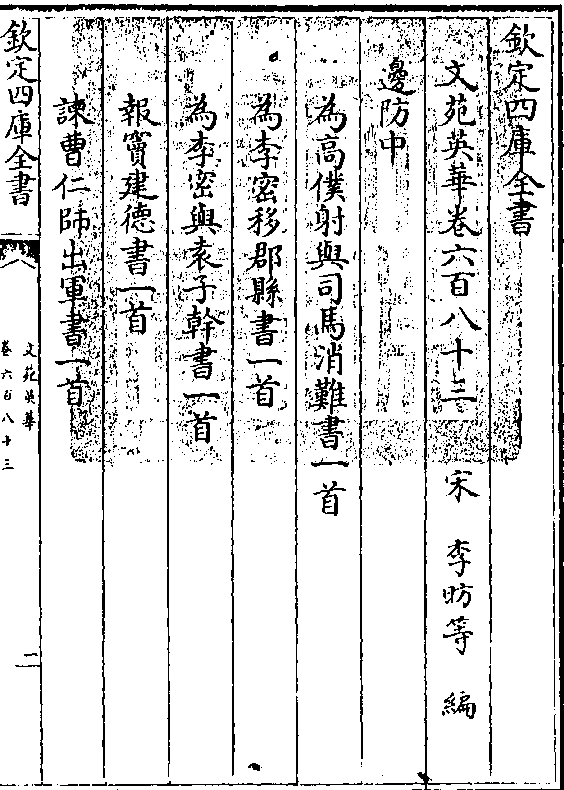 欽定四庫全書
文苑英華卷六百八十三
宋 李昉等 編
邊防中
為高僕射與司馬消難書一首
為李密移郡縣書一首
為李密與袁子幹書一首
報竇建德書一首
諫曹仁師出軍書一首
欽定四庫全書
文苑英華
卷六百八十三
二